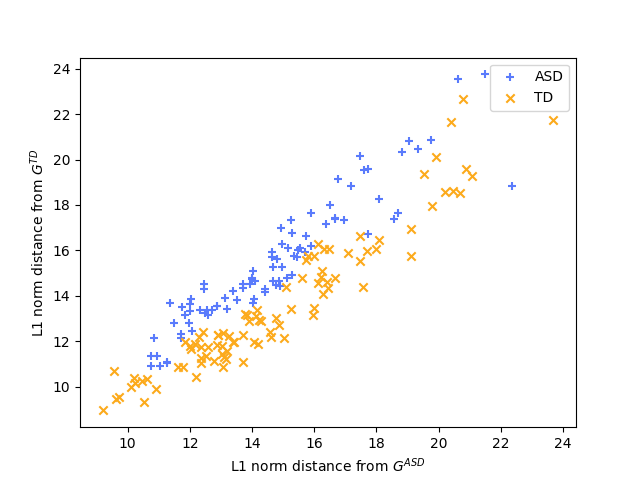 24
22
20
18
16
14
12
10
L1 norm distance from G^{TD}
ASD
TD
10 12 14 16 18 20 22 24
L1 norm distance from G^{ASD}